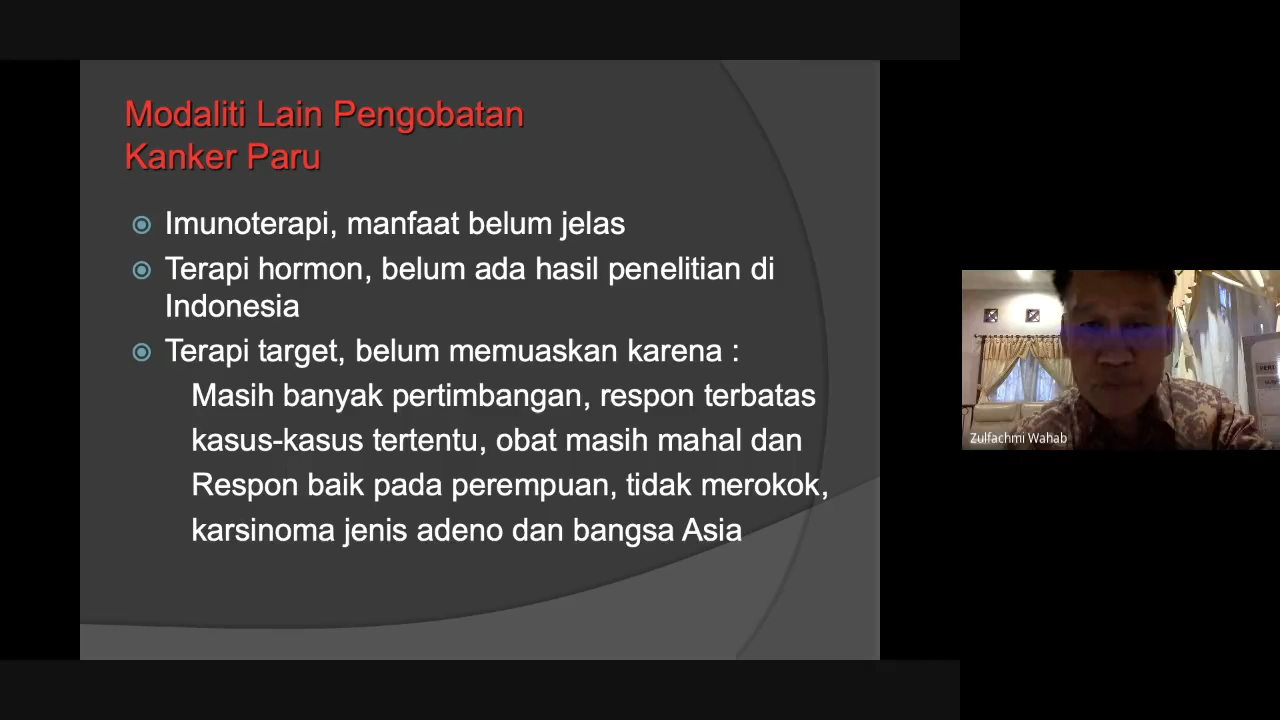 Modaliti Lain Pengobatan
Kanker Paru
Imunoterapi, manfaat belum jelas
Terapi hormon, belum ada hasil penelitian di
Indonesia
Terapi target, belum memuaskan karena :
Masih banyak pertimbangan, respon terbatas
kasus-kasus tertentu, obat masih mahal dan
Respon baik pada perempuan, tidak merokok,
karsinoma jenis adeno dan bangsa Asia
Zulfachmi Wahab